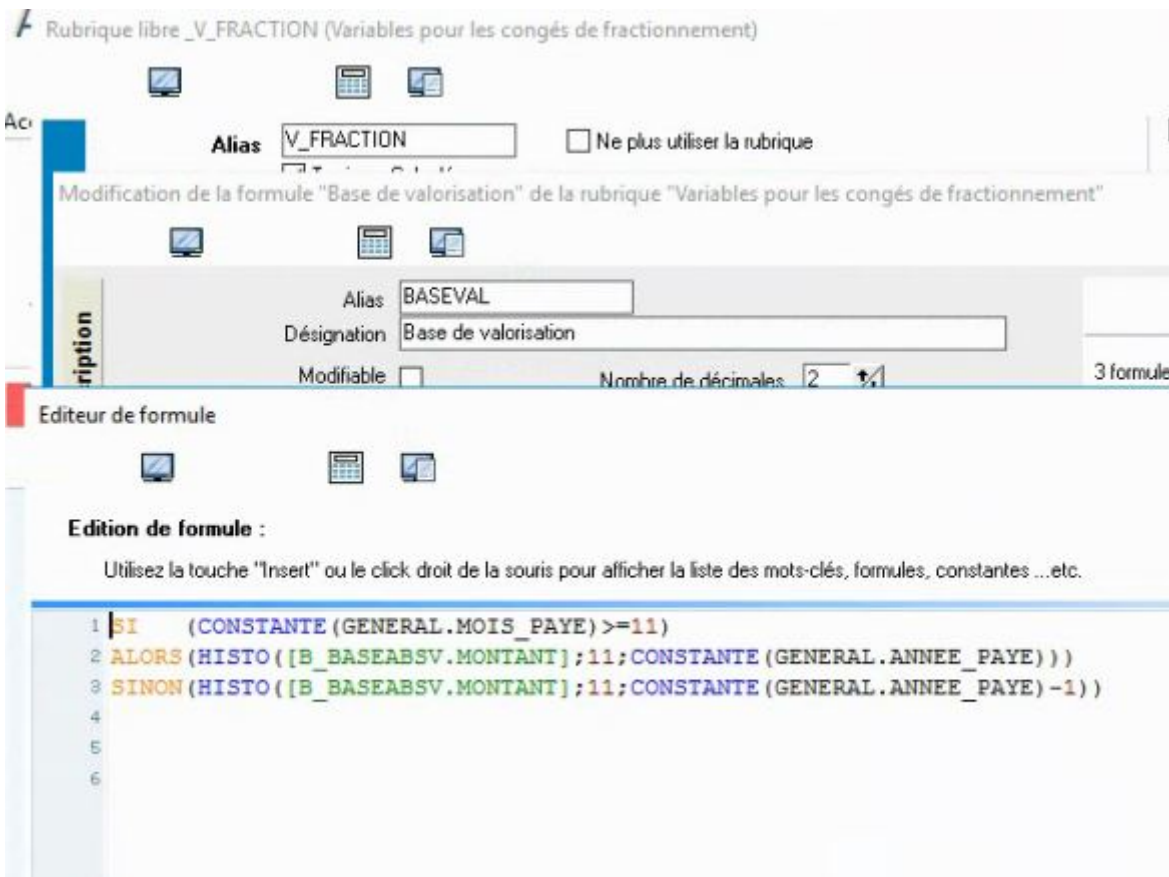 Rubrique libre _V_FRACTION (Variables pour les congés de fractionnement)
Alias V_FRACTION Ne plus utiliser la rubrique
Modification de la formule "Base de valorisation" de la rubrique "Variables pour les congés de fractionnement"
Alias BASEVAL
Désignation Base de valorisation
Modifiable Nombre de décimales 2 3 formule
Editeur de formule
Edition de formule :
Utilisez la touche "Insert" ou le click droit de la souris pour afficher la liste des mots-clés, formules, constantes ...etc.
1 SI (CONSTANTE(GENERAL.MOIS_PAYE)>=11)
2 ALORS(HISTO([B_BASEABSV.MONTANT];11;CONSTANTE(GENERAL.ANNEE_PAYE)))
3 SINON(HISTO([B_BASEABSV.MONTANT];11;CONSTANTE(GENERAL.ANNEE_PAYE)-1))
4
5
6